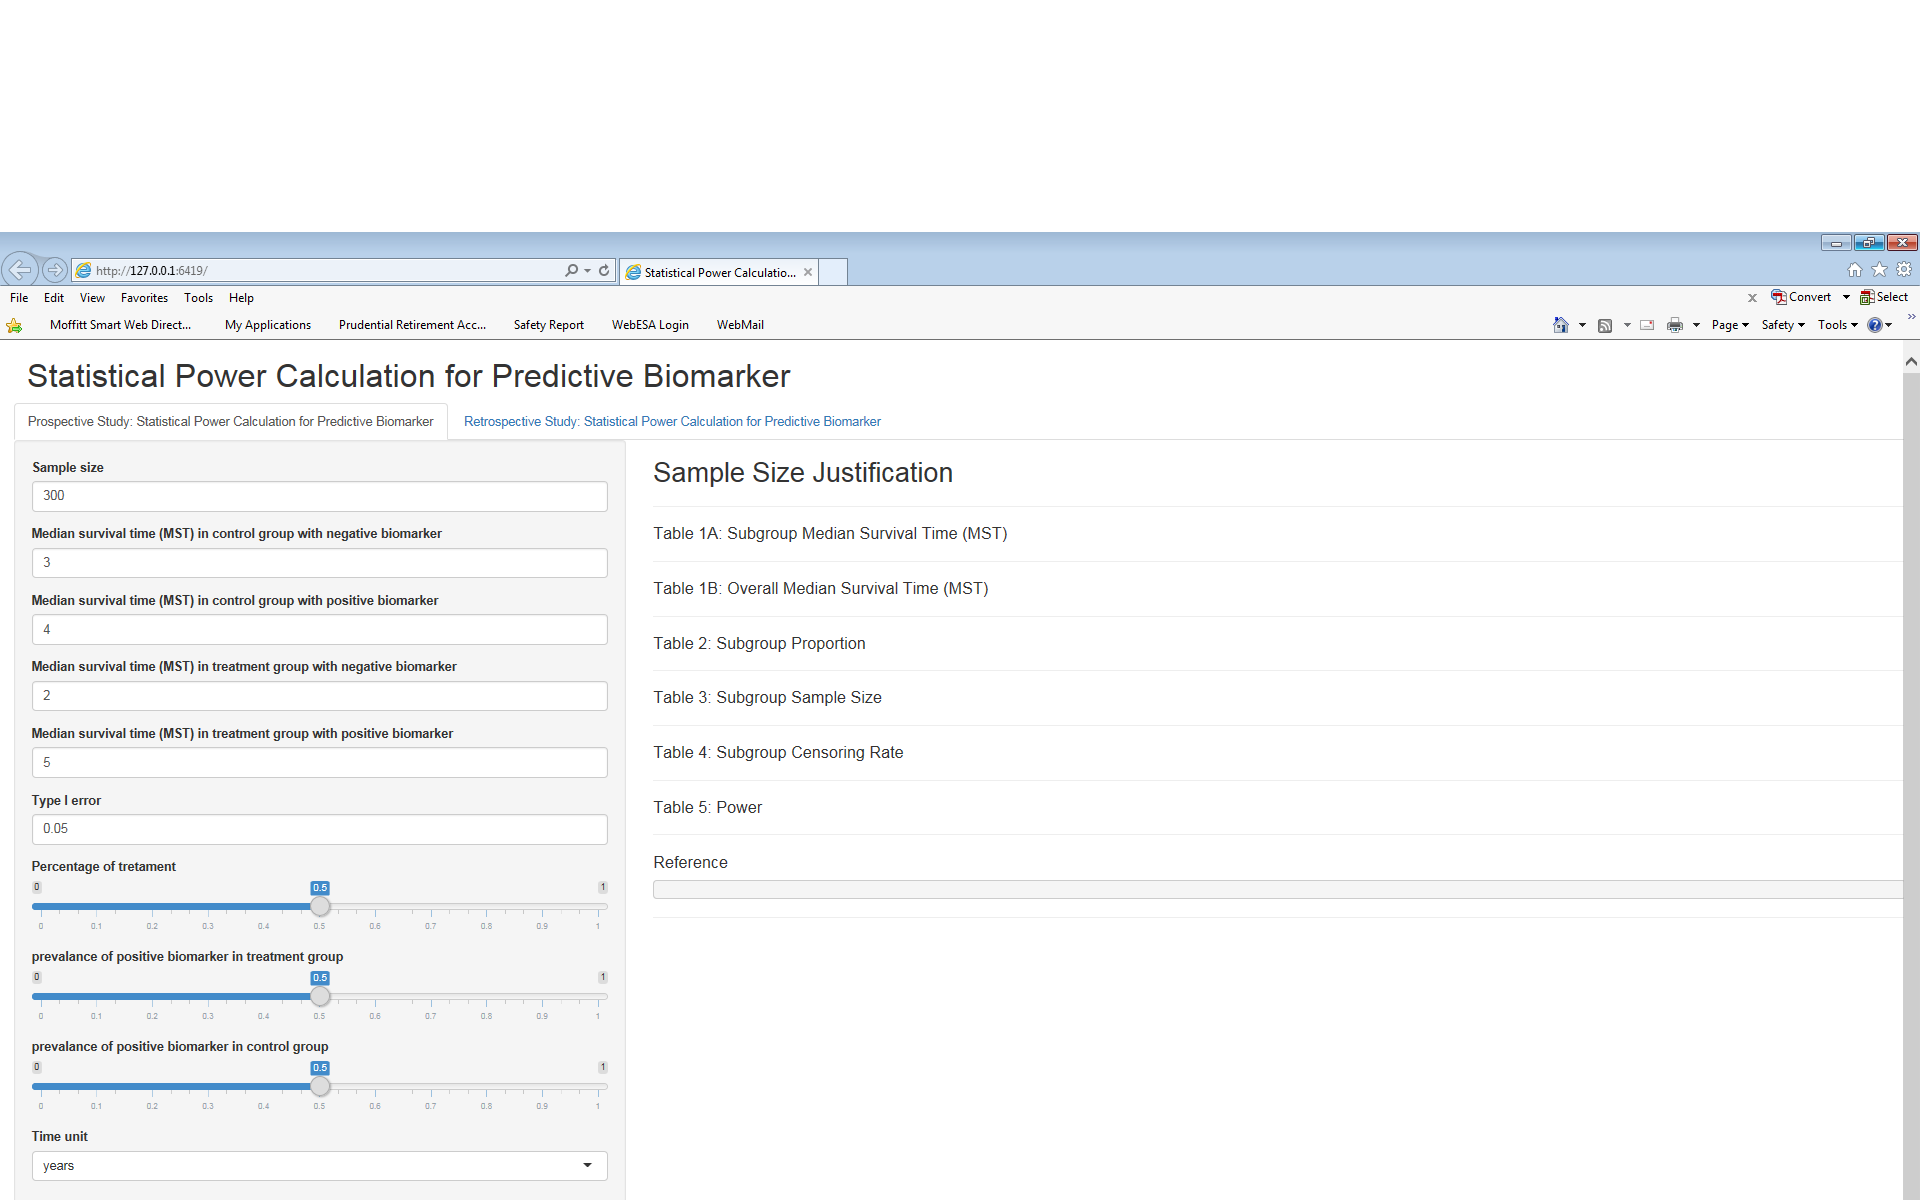 http://127.0.0.1:6419/
Statistical Power Calculatio...
File Edit View Favorites Tools Help
Convert Select
Moffitt Smart Web Direct... My Applications Prudential Retirement Acc... Safety Report WebESA Login WebMail
Page Safety Tools
Statistical Power Calculation for Predictive Biomarker
Prospective Study: Statistical Power Calculation for Predictive Biomarker
Retrospective Study: Statistical Power Calculation for Predictive Biomarker
Sample size
300
Median survival time (MST) in control group with negative biomarker
3
Median survival time (MST) in control group with positive biomarker
4
Median survival time (MST) in treatment group with negative biomarker
2
Median survival time (MST) in treatment group with positive biomarker
5
Type I error
0.05
Percentage of tretament
0 0.5 1
0 0.1 0.2 0.3 0.4 0.5 0.6 0.7 0.8 0.9 1
prevalance of positive biomarker in treatment group
0 0.5 1
0 0.1 0.2 0.3 0.4 0.5 0.6 0.7 0.8 0.9 1
prevalance of positive biomarker in control group
0 0.5 1
0 0.1 0.2 0.3 0.4 0.5 0.6 0.7 0.8 0.9 1
Time unit
years
Sample Size Justification
Table 1A: Subgroup Median Survival Time (MST)
Table 1B: Overall Median Survival Time (MST)
Table 2: Subgroup Proportion
Table 3: Subgroup Sample Size
Table 4: Subgroup Censoring Rate
Table 5: Power
Reference